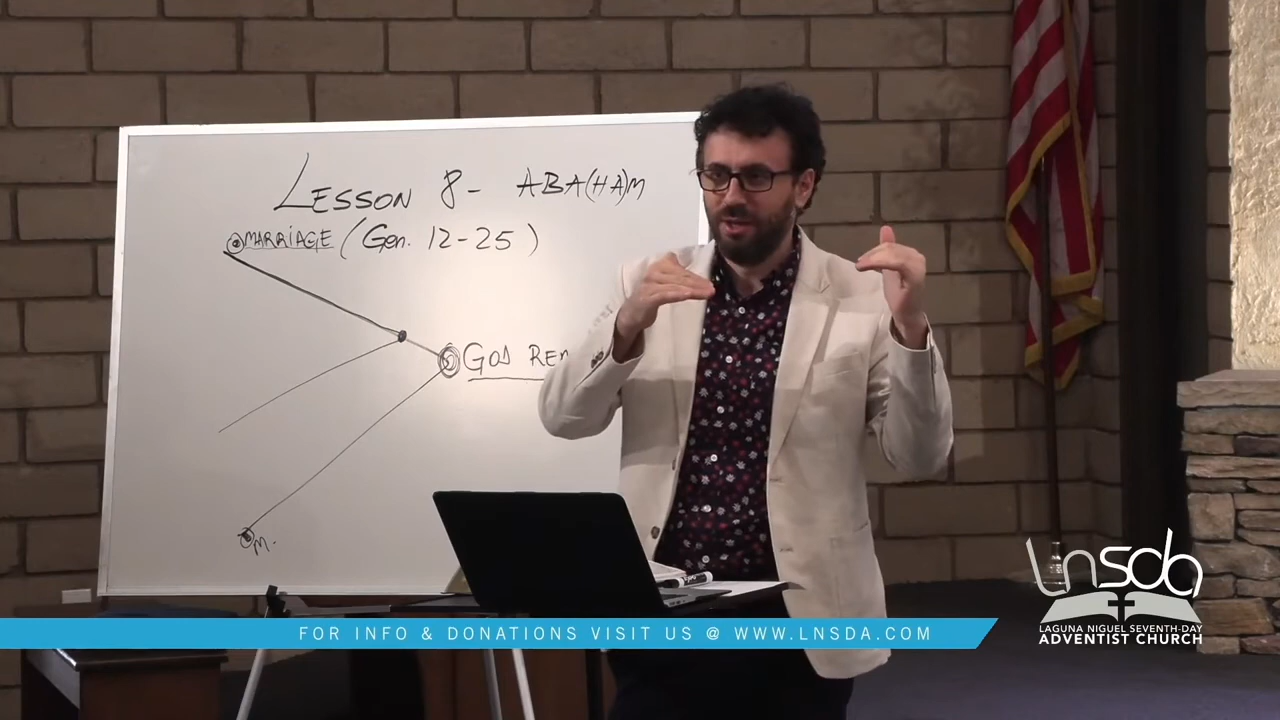 LESSON 8- ABA(HA)M
MARRIAGE (Gen. 12-25)
GOD
M.
FOR INFO & DONATIONS VISIT US @ WWW.LNSDA.COM
Lnsda
LAGUNA NIGUEL SEVENTH-DAY
ADVENTIST CHURCH